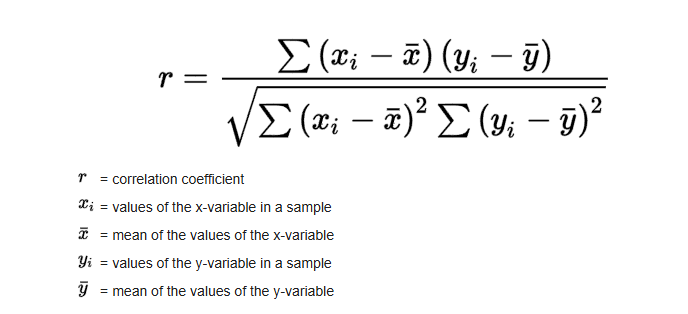 r = ∑ (xᵢ − x̄) (yᵢ − ȳ) / √∑ (xᵢ − x̄)² ∑ (yᵢ − ȳ)²
r = correlation coefficient
xᵢ = values of the x-variable in a sample
x̄ = mean of the values of the x-variable
yᵢ = values of the y-variable in a sample
ȳ = mean of the values of the y-variable